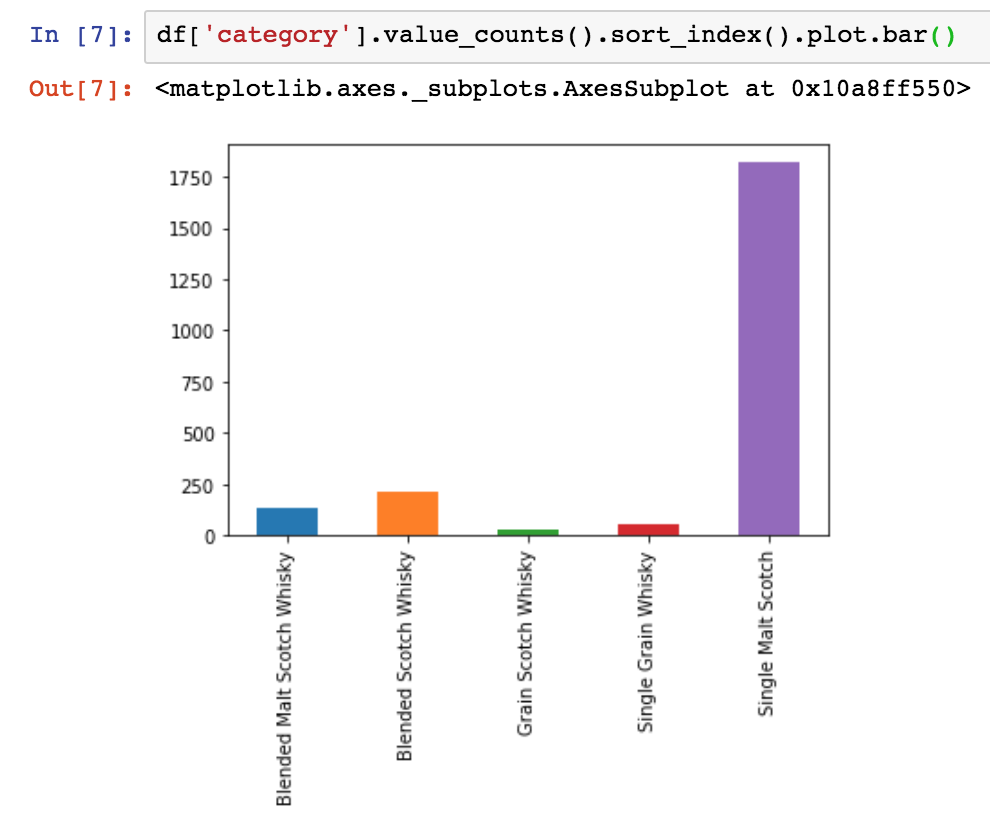 In [7]: df['category'].value_counts().sort_index().plot.bar()
Out[7]: <matplotlib.axes._subplots.AxesSubplot at 0x10a8ff550>
1750
1500
1250
1000
750
500
250
0
Blended Malt Scotch Whisky
Blended Scotch Whisky
Grain Scotch Whisky
Single Grain Whisky
Single Malt Scotch